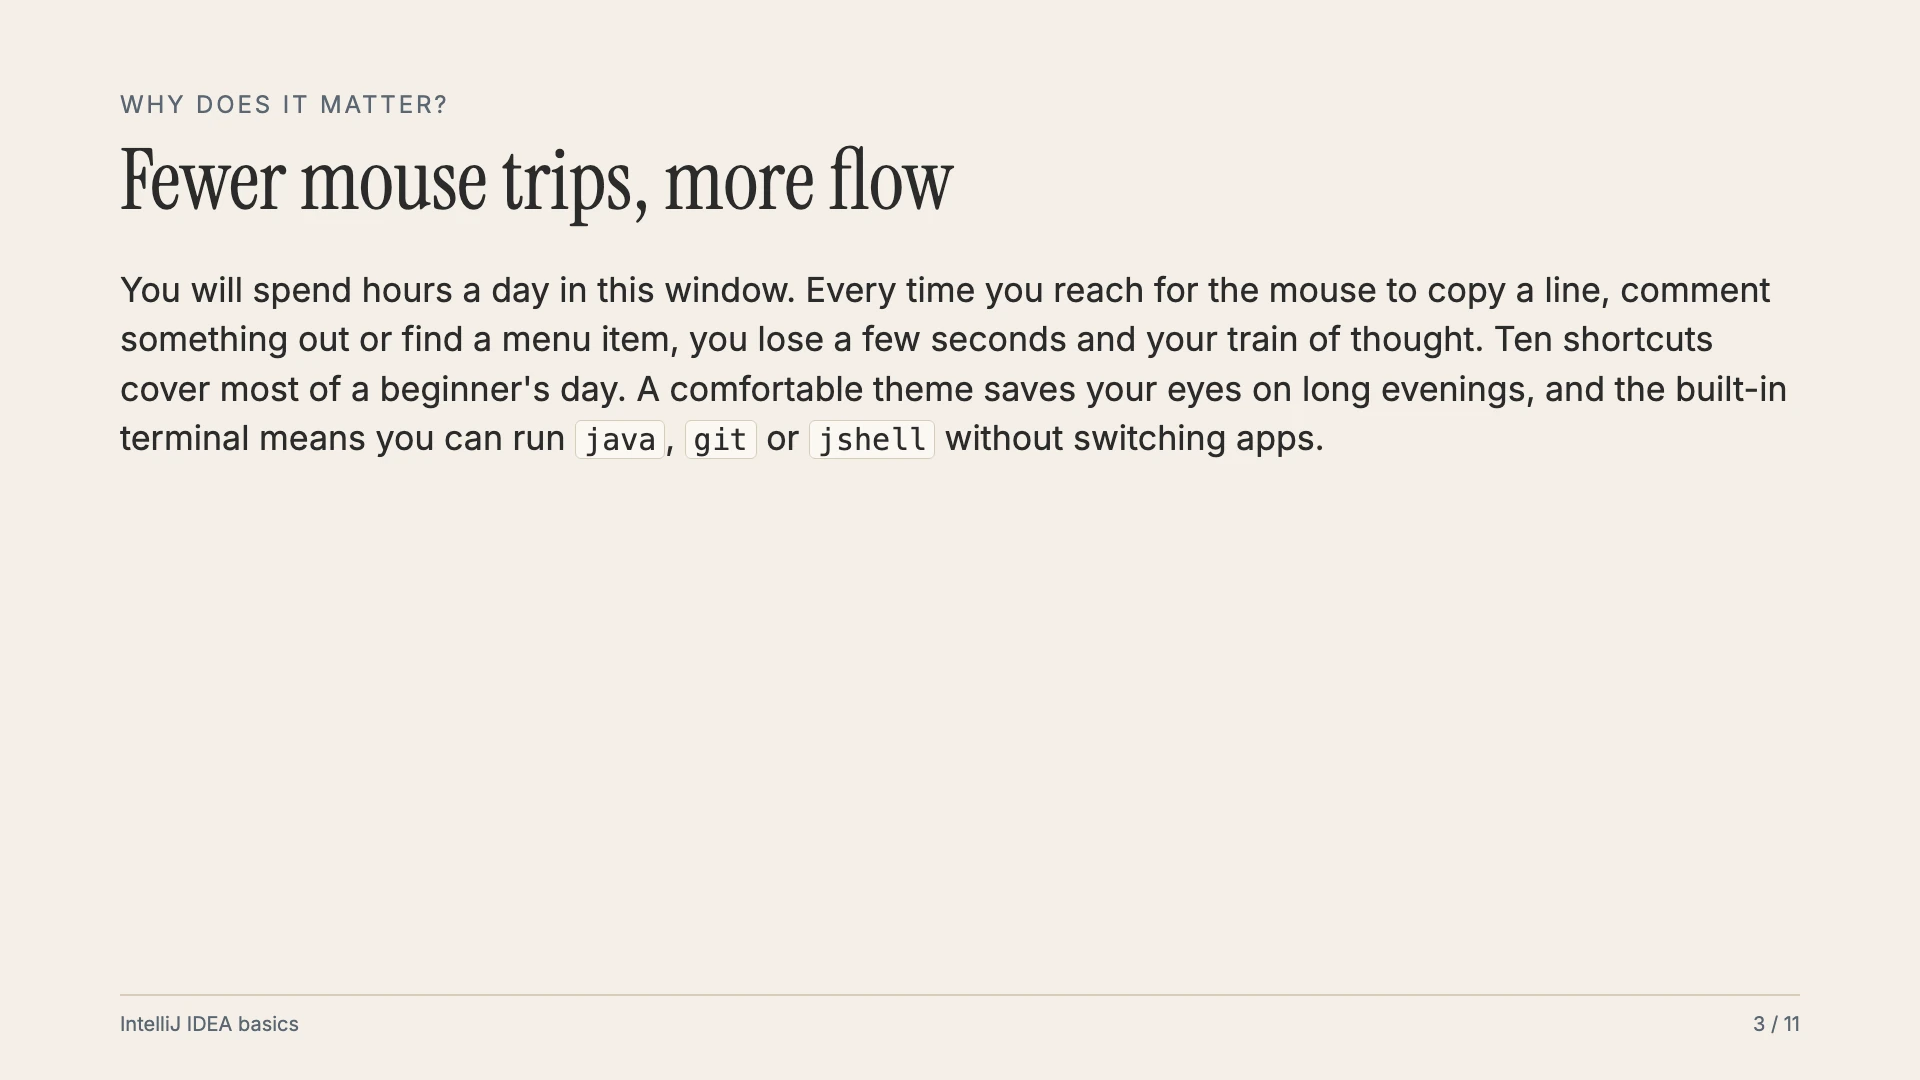 WHY DOES IT MATTER?
Fewer mouse trips, more flow
You will spend hours a day in this window. Every time you reach for the mouse to copy a line, comment
something out or find a menu item, you lose a few seconds and your train of thought. Ten shortcuts
cover most of a beginner's day. A comfortable theme saves your eyes on long evenings, and the built-in
terminal means you can run java, git or jshell without switching apps.
IntelliJ IDEA basics
3 / 11